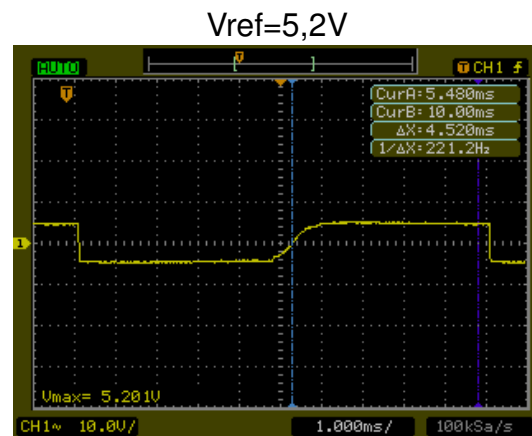 Vref=5,2V
AUTO
T
T CH1
CurA:5.480ms
CurB:10.00ms
ΔX:4.520ms
1/ΔX:221.2Hz
T
1
Vmax= 5.201V
CH1~ 10.0V/ 1.000ms/ 100kSa/s